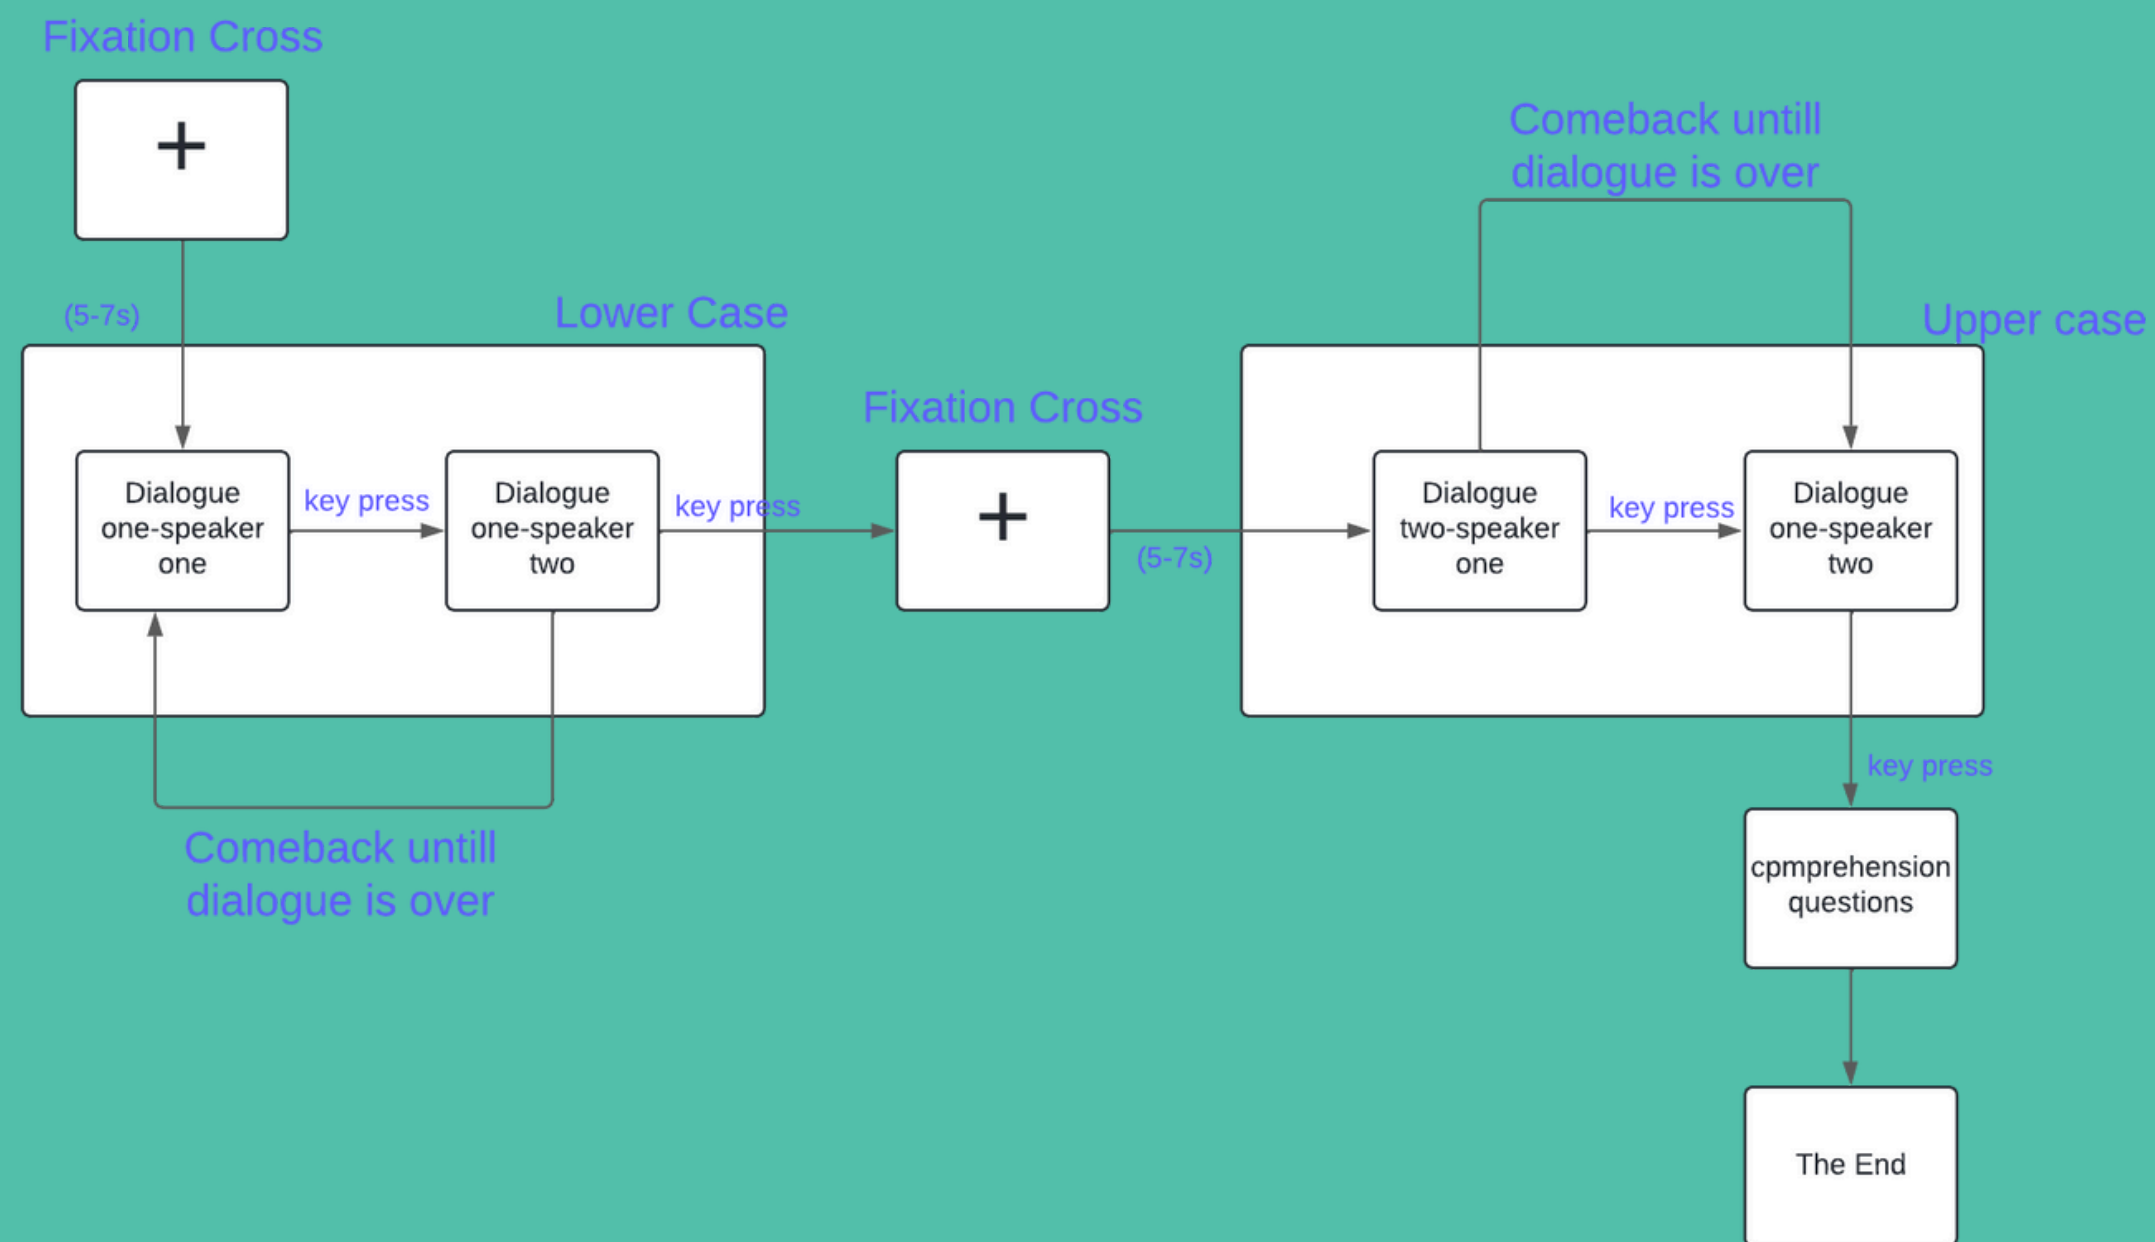 Fixation Cross
+
(5-7s)
Lower Case
Dialogue
one-speaker
one
key press
Dialogue
one-speaker
two
key press
Comeback untill
dialogue is over
Fixation Cross
+
(5-7s)
Comeback untill
dialogue is over
Upper case
Dialogue
two-speaker
one
key press
Dialogue
one-speaker
two
key press
cpmprehension
questions
The End